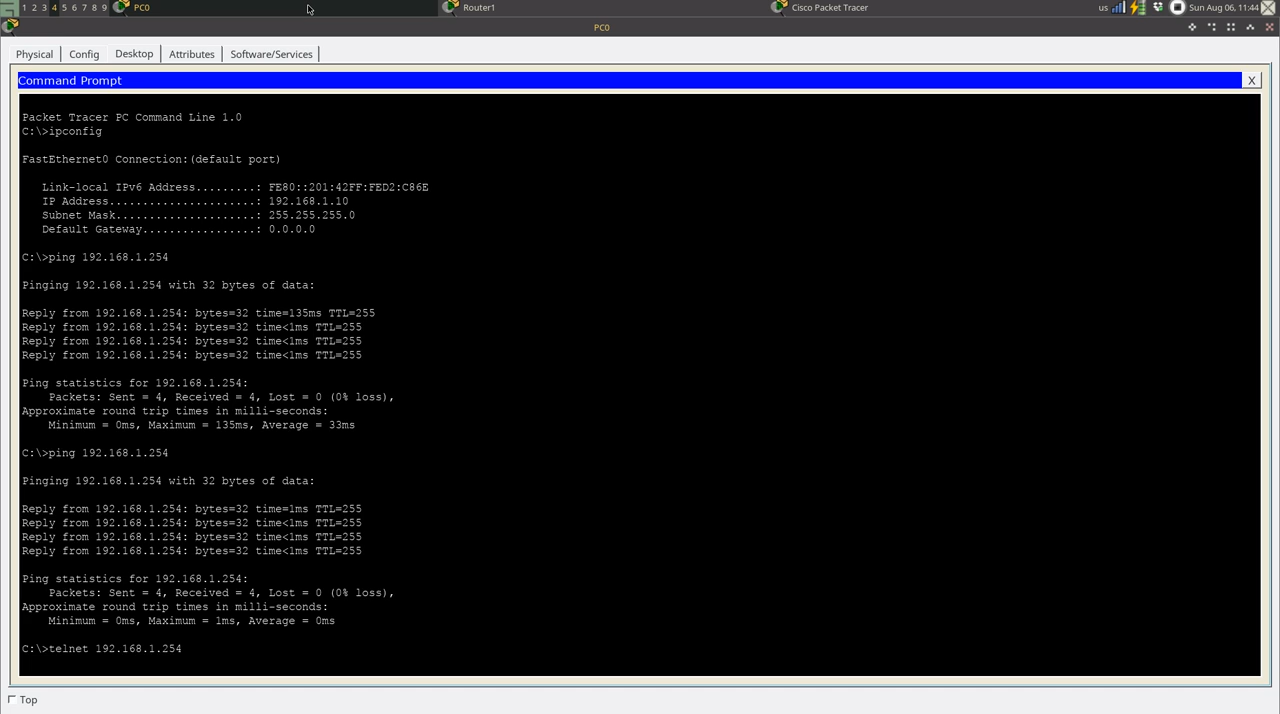 1 2 3 4 5 6 7 8 9 PC0 Router1 Cisco Packet Tracer us Sun Aug 06, 11:44
PC0
Physical Config Desktop Attributes Software/Services
Command Prompt X
Packet Tracer PC Command Line 1.0
C:\>ipconfig
FastEthernet0 Connection:(default port)
Link-local IPv6 Address.........: FE80::201:42FF:FED2:C86E
IP Address......................: 192.168.1.10
Subnet Mask.....................: 255.255.255.0
Default Gateway.................: 0.0.0.0
C:\>ping 192.168.1.254
Pinging 192.168.1.254 with 32 bytes of data:
Reply from 192.168.1.254: bytes=32 time=135ms TTL=255
Reply from 192.168.1.254: bytes=32 time<1ms TTL=255
Reply from 192.168.1.254: bytes=32 time<1ms TTL=255
Reply from 192.168.1.254: bytes=32 time<1ms TTL=255
Ping statistics for 192.168.1.254:
Packets: Sent = 4, Received = 4, Lost = 0 (0% loss),
Approximate round trip times in milli-seconds:
Minimum = 0ms, Maximum = 135ms, Average = 33ms
C:\>ping 192.168.1.254
Pinging 192.168.1.254 with 32 bytes of data:
Reply from 192.168.1.254: bytes=32 time=1ms TTL=255
Reply from 192.168.1.254: bytes=32 time<1ms TTL=255
Reply from 192.168.1.254: bytes=32 time<1ms TTL=255
Reply from 192.168.1.254: bytes=32 time<1ms TTL=255
Ping statistics for 192.168.1.254:
Packets: Sent = 4, Received = 4, Lost = 0 (0% loss),
Approximate round trip times in milli-seconds:
Minimum = 0ms, Maximum = 1ms, Average = 0ms
C:\>telnet 192.168.1.254
Top